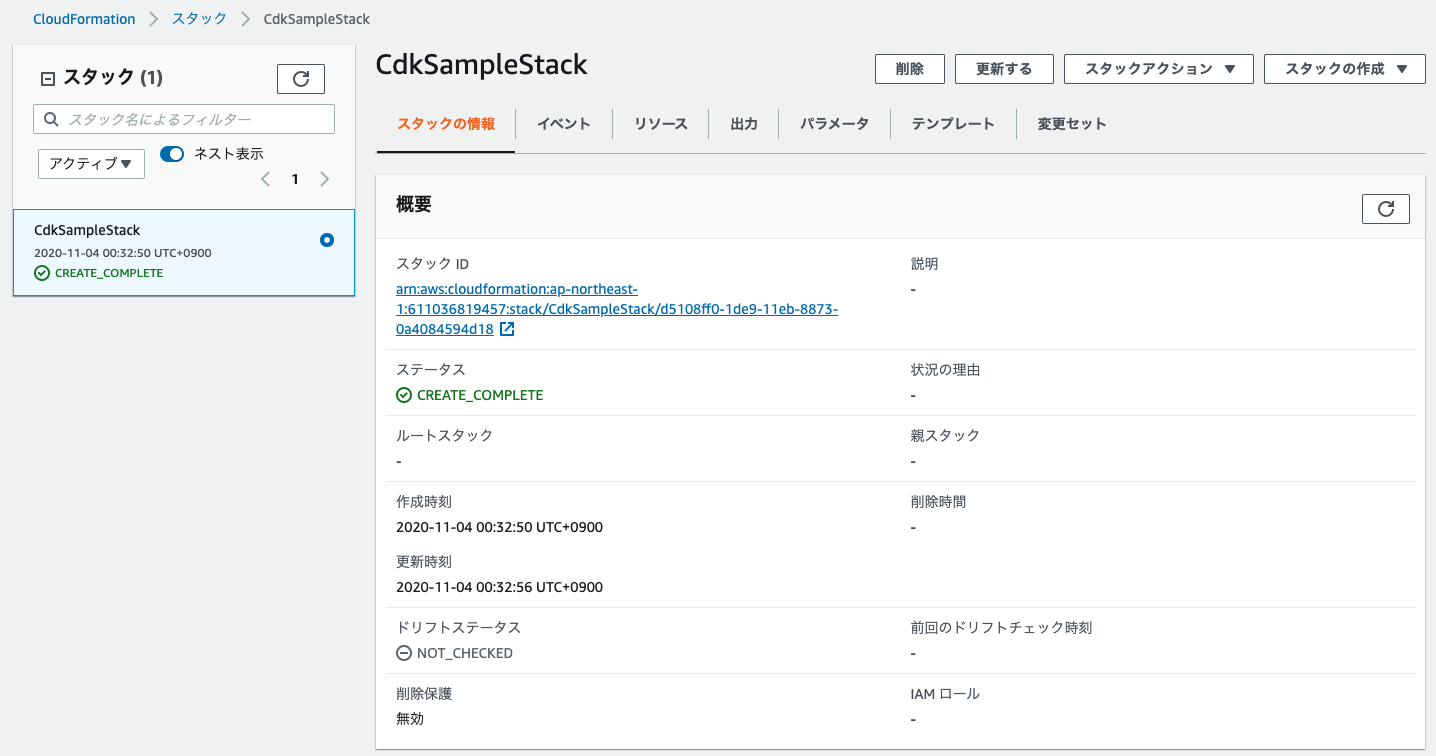 CloudFormation > スタック > CdkSampleStack
スタック (1)
スタック名によるフィルター
アクティブ▼
ネスト表示
1
CdkSampleStack
2020-11-04 00:32:50 UTC+0900
CREATE_COMPLETE
CdkSampleStack
削除
更新する
スタックアクション ▼
スタックの作成 ▼
スタックの情報
イベント
リソース
出力
パラメータ
テンプレート
変更セット
概要
スタック ID
arn:aws:cloudformation:ap-northeast-
1:611036819457:stack/CdkSampleStack/d5108ff0-1de9-11eb-8873-
0a4084594d18
説明
-
ステータス
CREATE_COMPLETE
状況の理由
-
ルートスタック
-
親スタック
-
作成時刻
2020-11-04 00:32:50 UTC+0900
削除時間
-
更新時刻
2020-11-04 00:32:56 UTC+0900
ドリフトステータス
NOT_CHECKED
前回のドリフトチェック時刻
-
削除保護
無効
IAM ロール
-